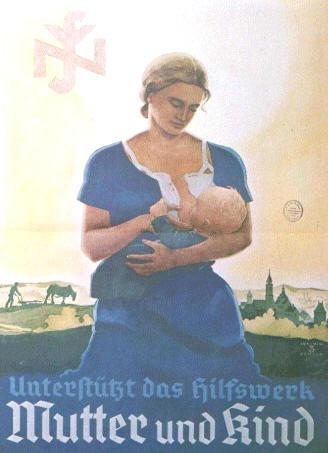 Unterstützt das Hilfswerk
Mutter und Kind